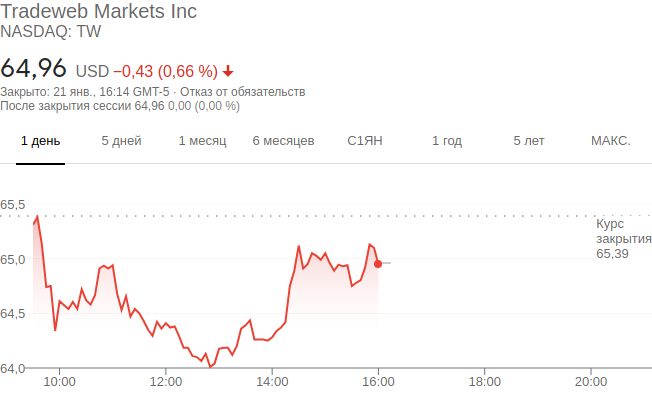 Tradeweb Markets Inc
NASDAQ: TW
64,96 USD −0,43 (0,66 %)
Закрыто: 21 янв., 16:14 GMT-5 · Отказ от обязательств
После закрытия сессии 64,96 0,00 (0,00 %)
1 день 5 дней 1 месяц 6 месяцев С1ЯН 1 год 5 лет МАКС.
65,5
Курс
закрытия
65,39
65,0
64,5
64,0
10:00 12:00 14:00 16:00 18:00 20:00